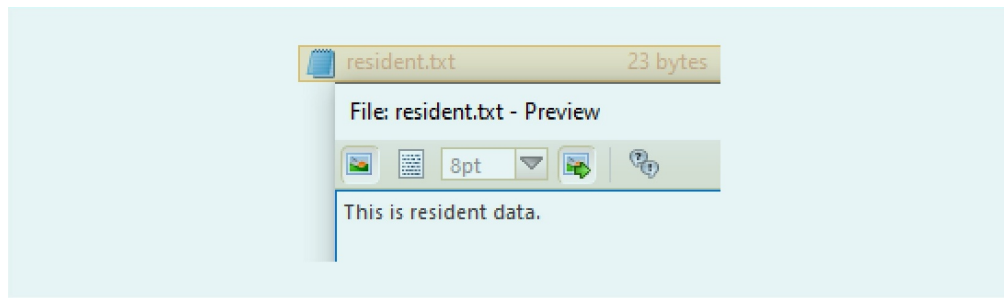 resident.txt 23 bytes
File: resident.txt - Preview
8pt
This is resident data.